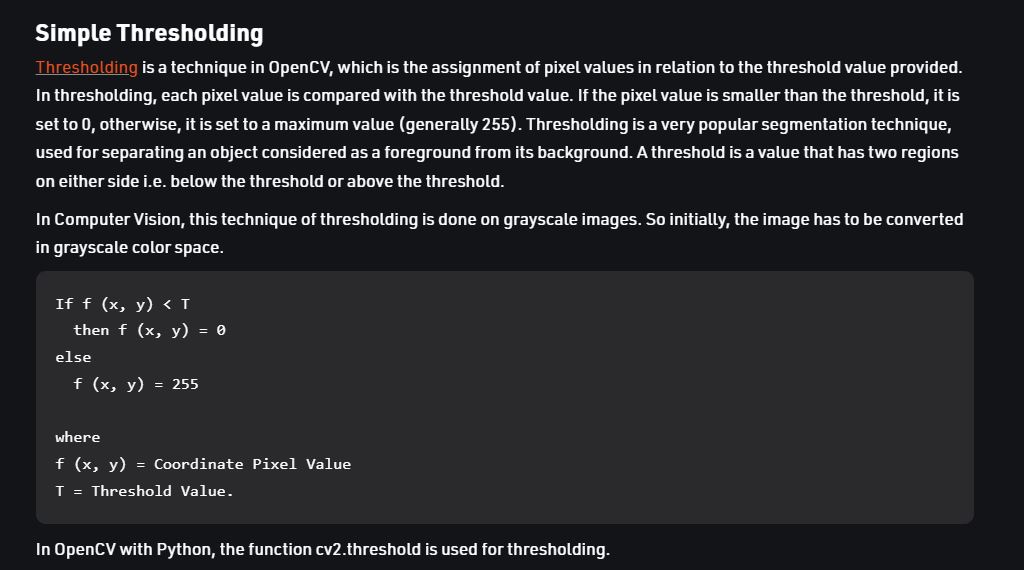 Simple Thresholding
Thresholding is a technique in OpenCV, which is the assignment of pixel values in relation to the threshold value provided.
In thresholding, each pixel value is compared with the threshold value. If the pixel value is smaller than the threshold, it is
set to 0, otherwise, it is set to a maximum value (generally 255). Thresholding is a very popular segmentation technique,
used for separating an object considered as a foreground from its background. A threshold is a value that has two regions
on either side i.e. below the threshold or above the threshold.
In Computer Vision, this technique of thresholding is done on grayscale images. So initially, the image has to be converted
in grayscale color space.
If f (x, y) < T
  then f (x, y) = 0
else
  f (x, y) = 255
where
f (x, y) = Coordinate Pixel Value
T = Threshold Value.
In OpenCV with Python, the function cv2.threshold is used for thresholding.